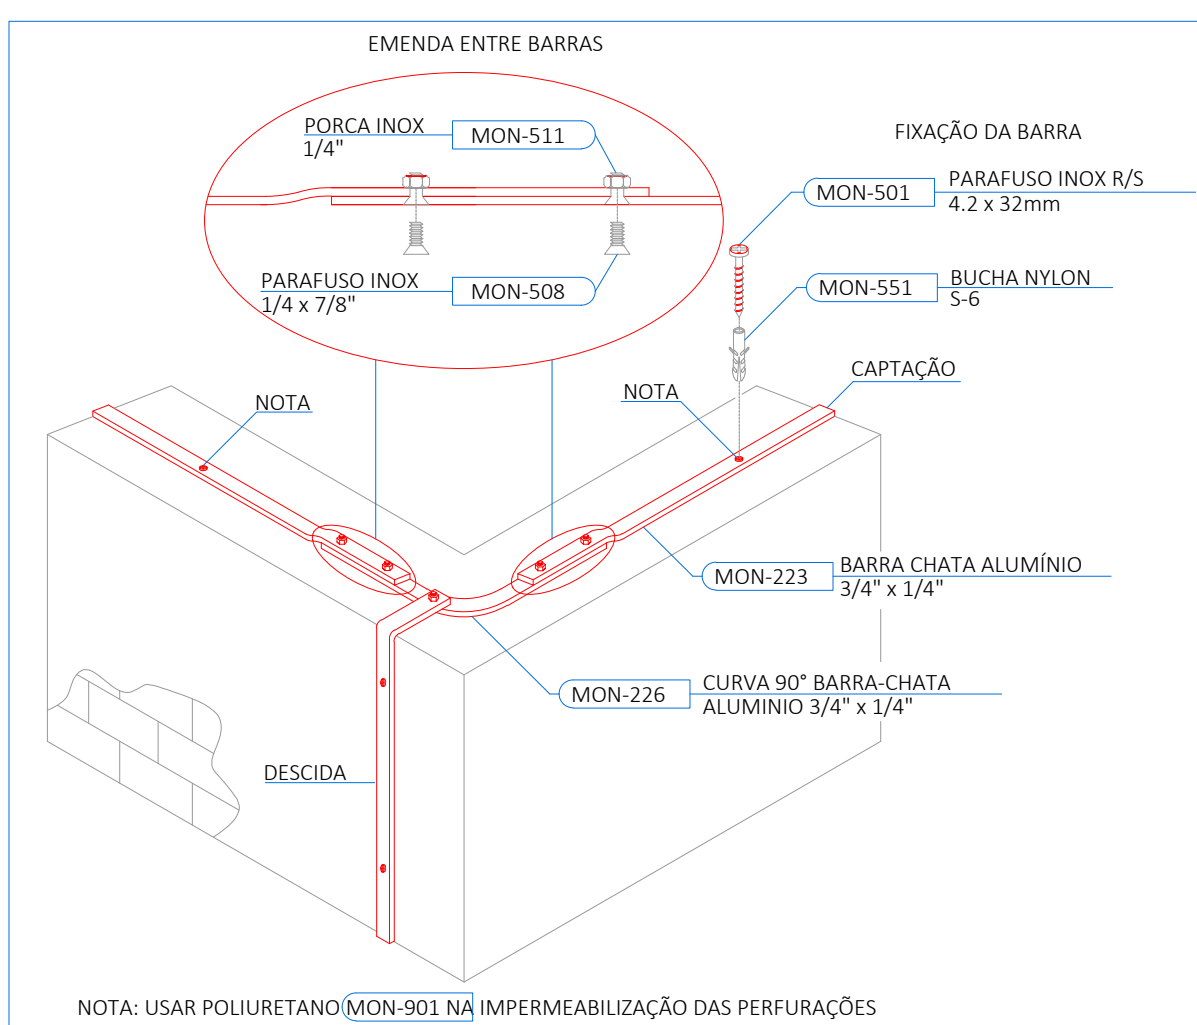 EMENDA ENTRE BARRAS
PORCA INOX
1/4"
MON-511
PARAFUSO INOX
1/4 x 7/8"
MON-508
FIXAÇÃO DA BARRA
MON-501
PARAFUSO INOX R/S
4.2 x 32mm
MON-551
BUCHA NYLON
S-6
CAPTAÇÃO
NOTA
NOTA
MON-223
BARRA CHATA ALUMÍNIO
3/4" x 1/4"
MON-226
CURVA 90° BARRA-CHATA
ALUMINIO 3/4" x 1/4"
DESCIDA
NOTA: USAR POLIURETANO MON-901 NA IMPERMEABILIZAÇÃO DAS PERFURAÇÕES